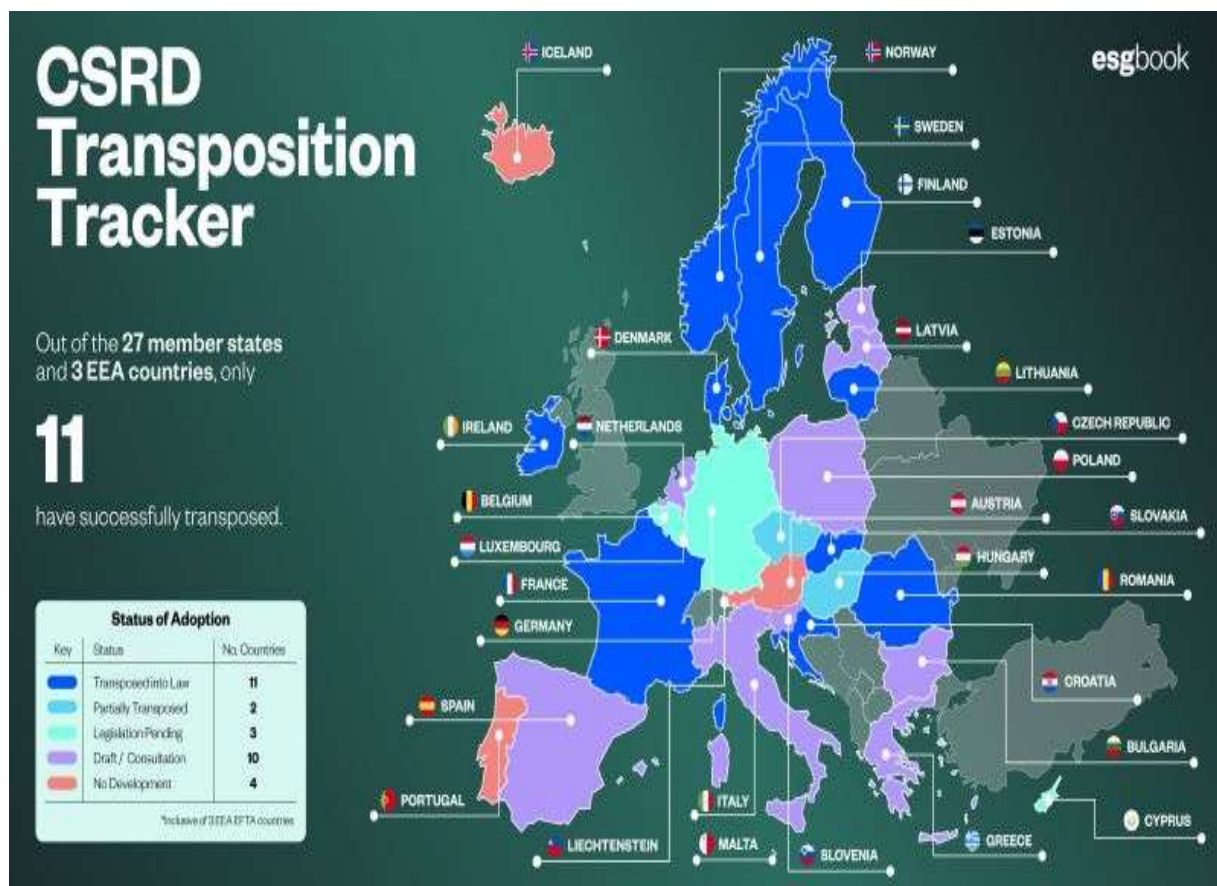 CSRD
Transposition
Tracker
esgbook
Out of the 27 member states
and 3 EEA countries, only
11
have successfully transposed.
Status of Adoption
Key Status No. Countries
Transposed into Law 11
Partially Transposed 2
Legislation Pending 3
Draft / Consultation 10
No Development 4
*Inclusive of 3 EEA EFTA countries
ICELAND
NORWAY
SWEDEN
FINLAND
ESTONIA
DENMARK
LATVIA
LITHUANIA
IRELAND
NETHERLANDS
CZECH REPUBLIC
POLAND
BELGIUM
AUSTRIA
SLOVAKIA
LUXEMBOURG
HUNGARY
FRANCE
ROMANIA
GERMANY
CROATIA
SPAIN
BULGARIA
PORTUGAL
ITALY
CYPRUS
LIECHTENSTEIN
MALTA
SLOVENIA
GREECE